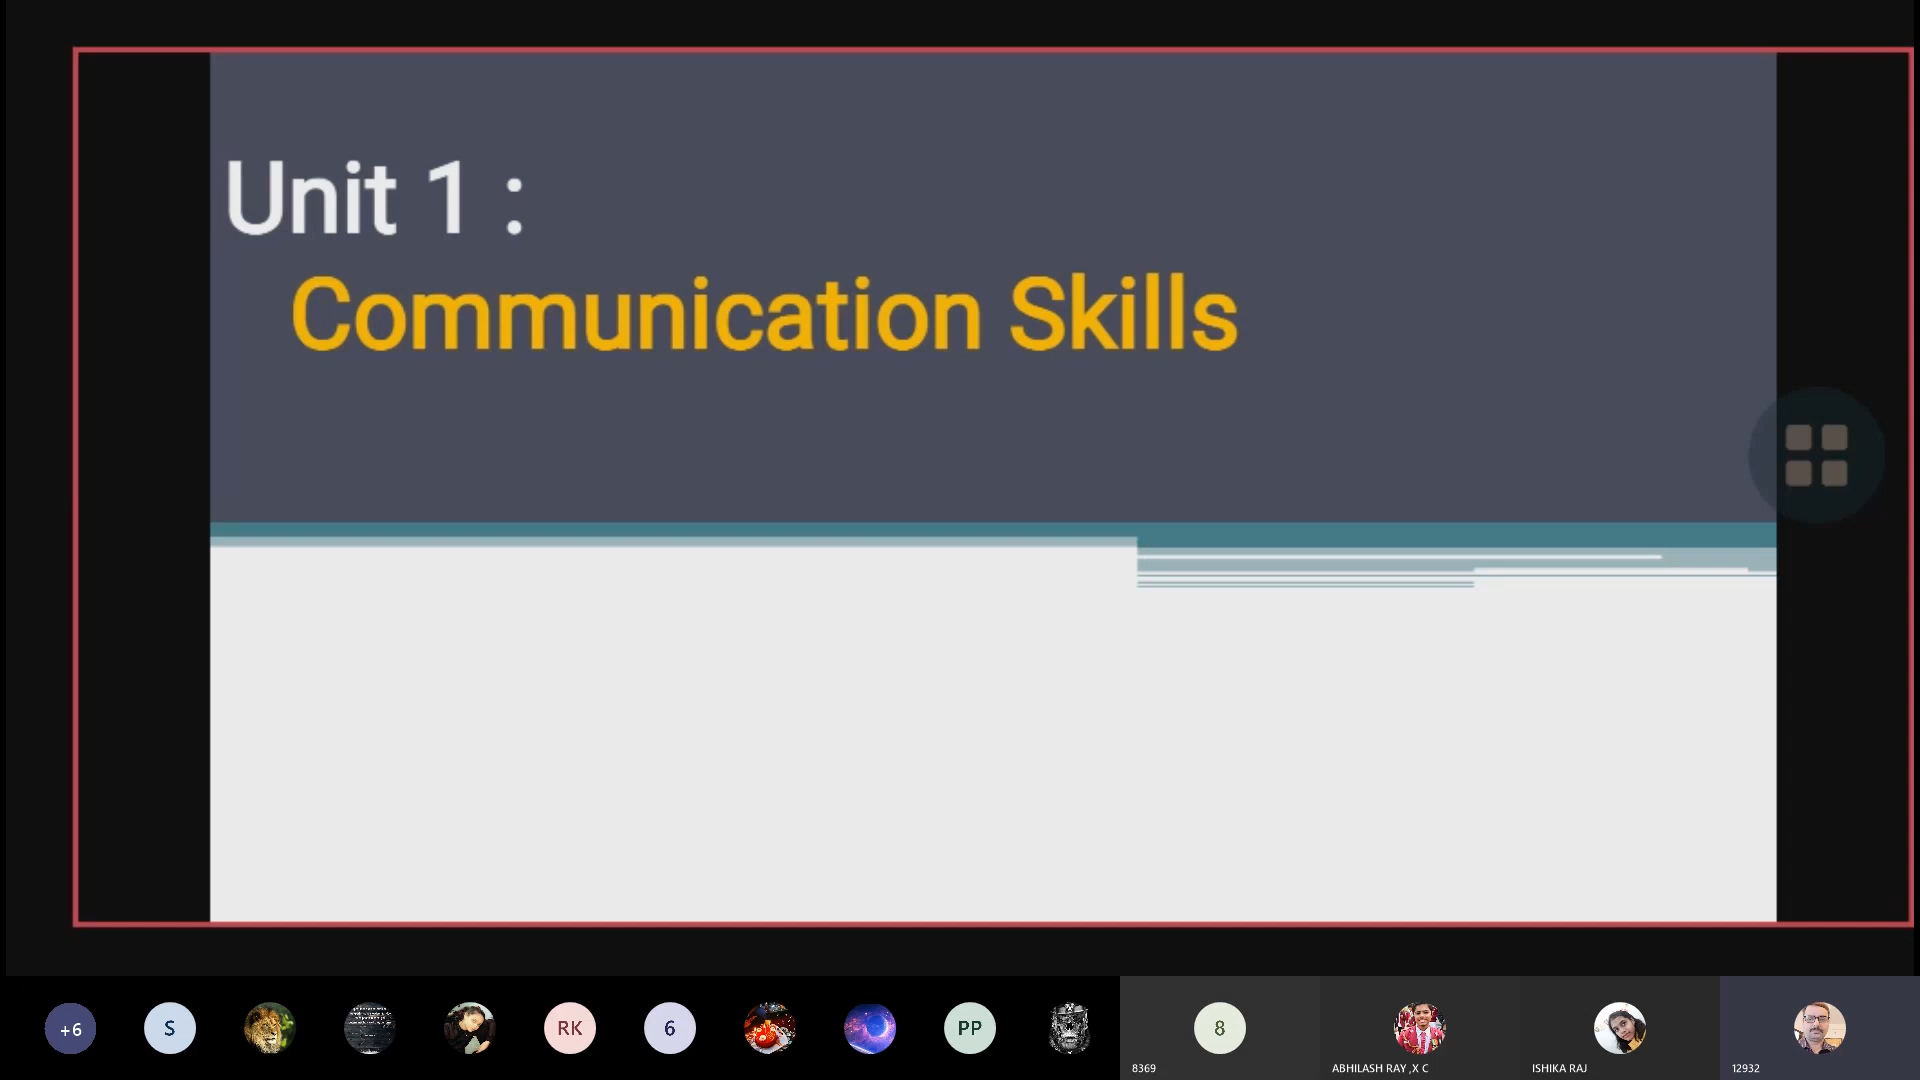 Unit 1 :
Communication Skills
+6
S
RK
6
PP
8
8369
ABHILASH RAY ,X C
ISHIKA RAJ
12932